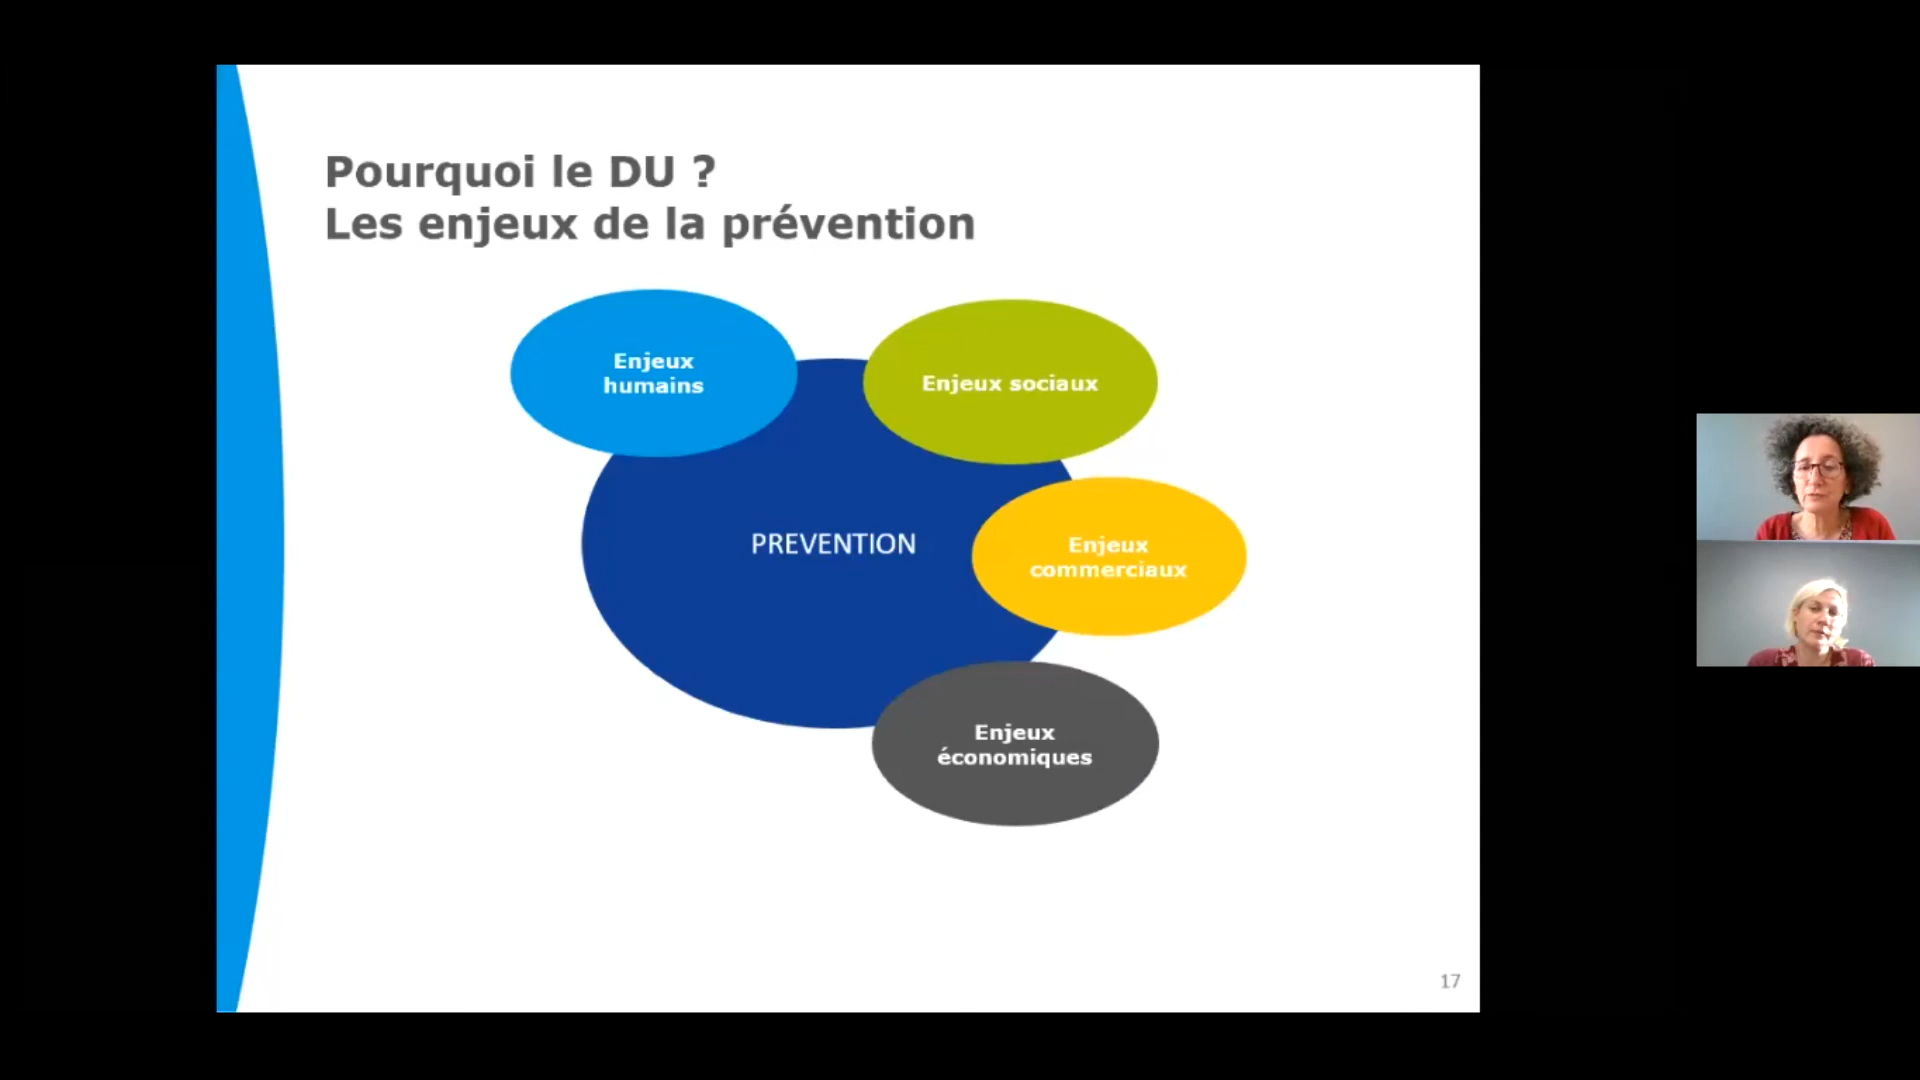 Pourquoi le DU ?
Les enjeux de la prévention
Enjeux
humains
Enjeux sociaux
PREVENTION
Enjeux
commerciaux
Enjeux
économiques
17